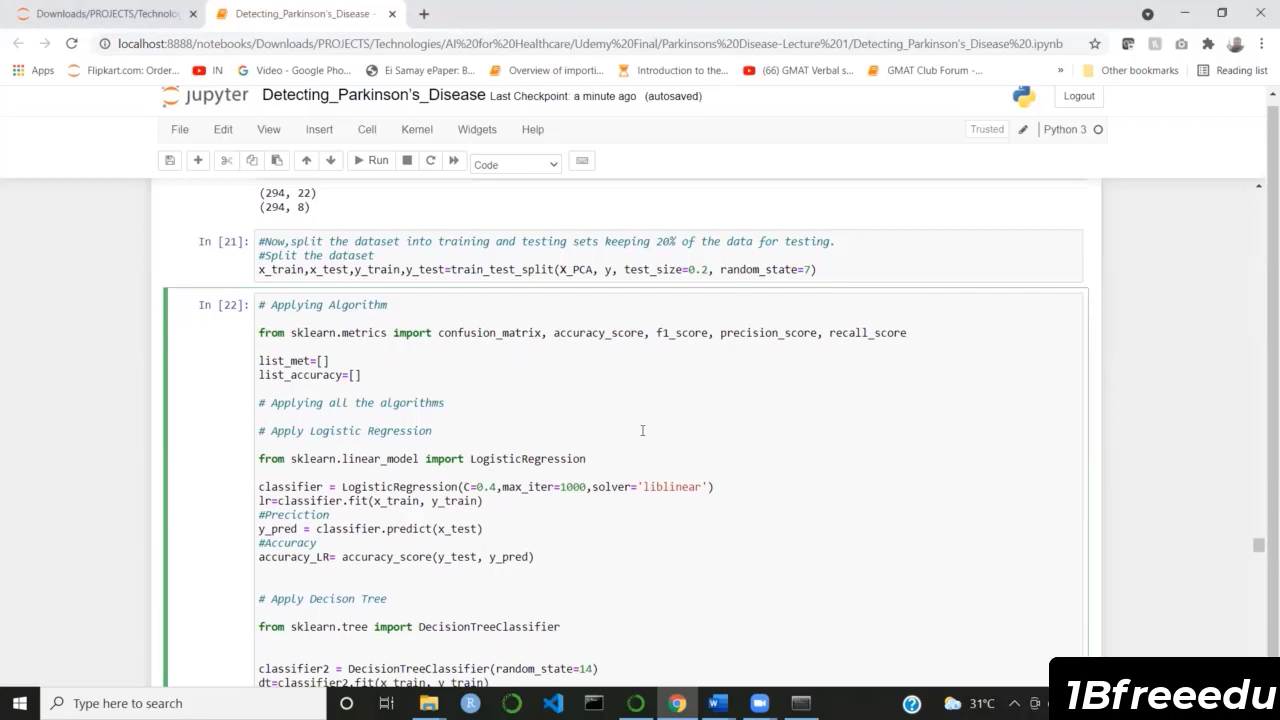 Downloads/PROJECTS/Technolog
Detecting_Parkinson's_Disease -
localhost:8888/notebooks/Downloads/PROJECTS/Technologies/AI%20for%20Healthcare/Udemy%20Final/Parkinsons%20Disease-Lecture%201/Detecting_Parkinson's_Disease%20.ipynb
Apps
Flipkart.com: Order...
IN
Video - Google Pho...
Ei Samay ePaper: B...
Overview of importi...
Introduction to the...
(66) GMAT Verbal s...
GMAT Club Forum -...
»
Other bookmarks
Reading list
jupyter Detecting_Parkinson's_Disease Last Checkpoint: a minute ago (autosaved)
Logout
File Edit View Insert Cell Kernel Widgets Help
Trusted
Python 3
Run
Code
(294, 22)
(294, 8)
In [21]:
#Now,split the dataset into training and testing sets keeping 20% of the data for testing.
#Split the dataset
x_train,x_test,y_train,y_test=train_test_split(X_PCA, y, test_size=0.2, random_state=7)
In [22]:
# Applying Algorithm
from sklearn.metrics import confusion_matrix, accuracy_score, f1_score, precision_score, recall_score
list_met=[]
list_accuracy=[]
# Applying all the algorithms
# Apply Logistic Regression
from sklearn.linear_model import LogisticRegression
classifier = LogisticRegression(C=0.4,max_iter=1000,solver='liblinear')
lr=classifier.fit(x_train, y_train)
#Preciction
y_pred = classifier.predict(x_test)
#Accuracy
accuracy_LR= accuracy_score(y_test, y_pred)
# Apply Decison Tree
from sklearn.tree import DecisionTreeClassifier
classifier2 = DecisionTreeClassifier(random_state=14)
dt=classifier2.fit(x_train, y_train)
Type here to search
31°C
1Bfreeedu